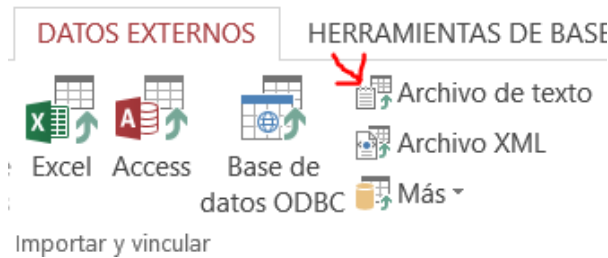 DATOS EXTERNOS
HERRAMIENTAS DE BASE
Excel
Access
Base de
datos ODBC
Archivo de texto
Archivo XML
Más
Importar y vincular